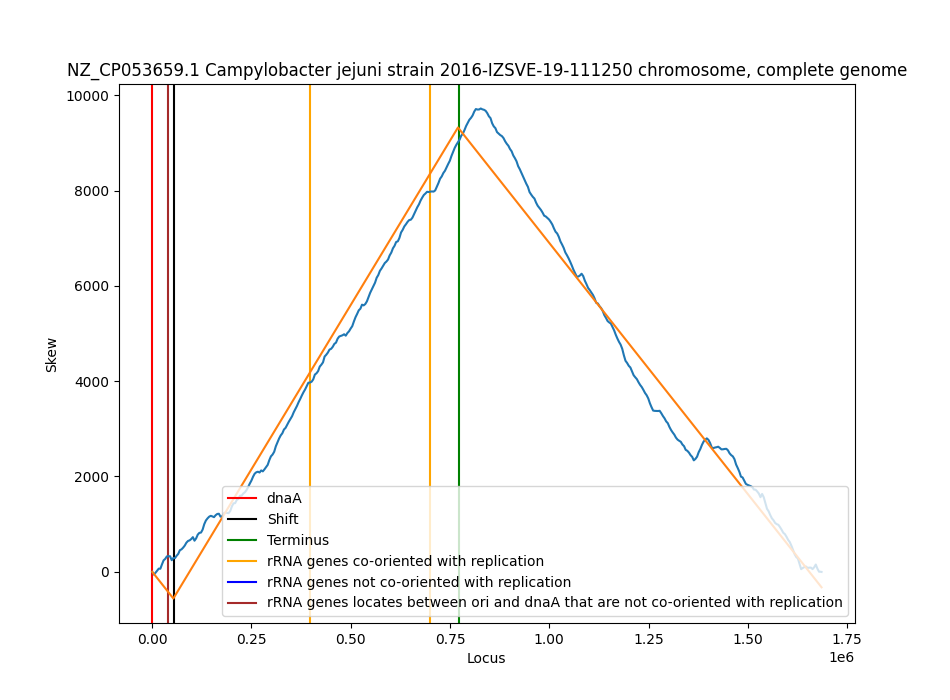 NZ_CP053659.1 Campylobacter jejuni strain 2016-IZSVE-19-111250 chromosome, complete genome
10000
8000
6000
4000
2000
0
Skew
dnaA
Shift
Terminus
rRNA genes co-oriented with replication
rRNA genes not co-oriented with replication
rRNA genes locates between ori and dnaA that are not co-oriented with replication
0.00 0.25 0.50 0.75 1.00 1.25 1.50 1.75
Locus
1e6